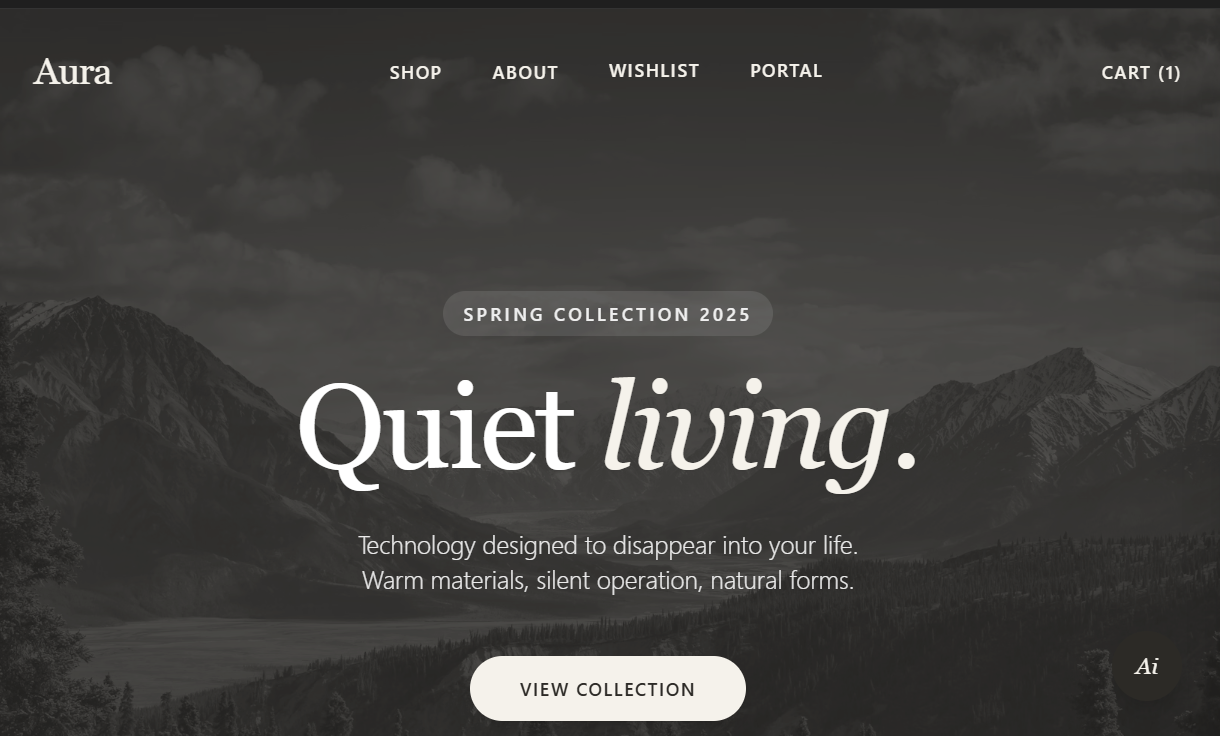 Aura
SHOP ABOUT WISHLIST PORTAL
CART (1)
SPRING COLLECTION 2025
Quiet living.
Technology designed to disappear into your life.
Warm materials, silent operation, natural forms.
Ai
VIEW COLLECTION